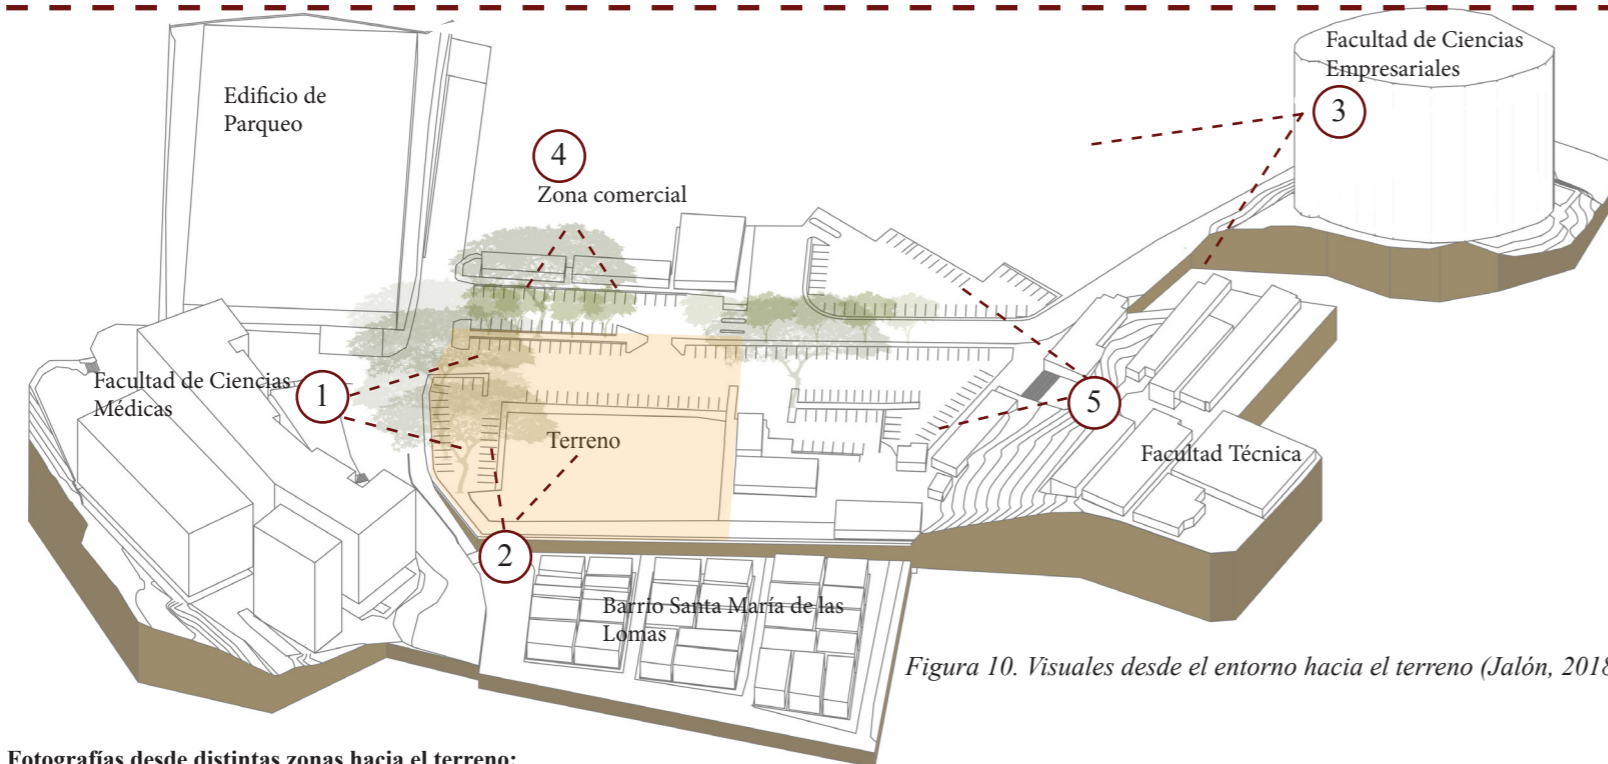 Facultad de Ciencias
Empresariales
3
Edificio de
Parqueo
4
Zona comercial
Facultad de Ciencias
Médicas
1
5
Terreno
Facultad Técnica
2
Barrio Santa María de las
Lomas
Figura 10. Visuales desde el entorno hacia el terreno (Jalón, 2018
Fotografías desde distintas zonas hacia el terreno: